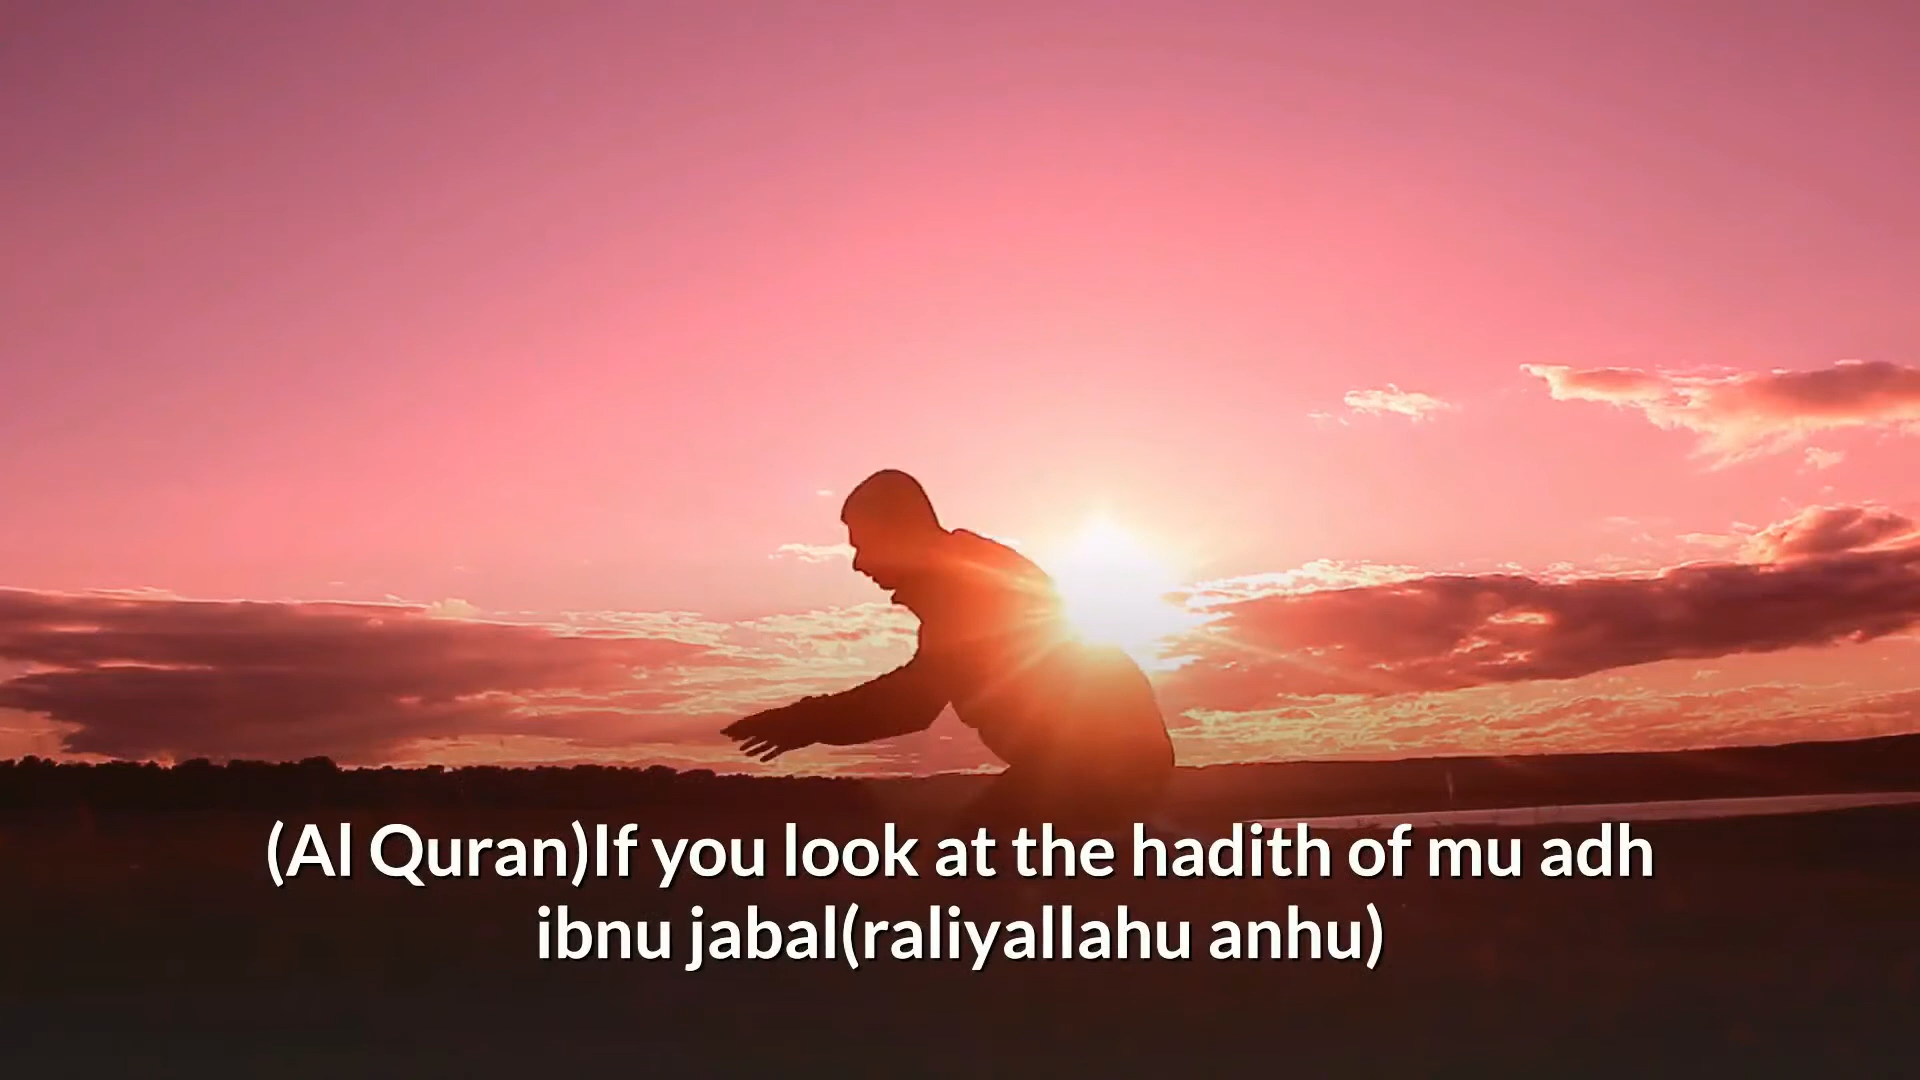 (Al Quran)If you look at the hadith of mu adh
ibnu jabal(raliyallahu anhu)